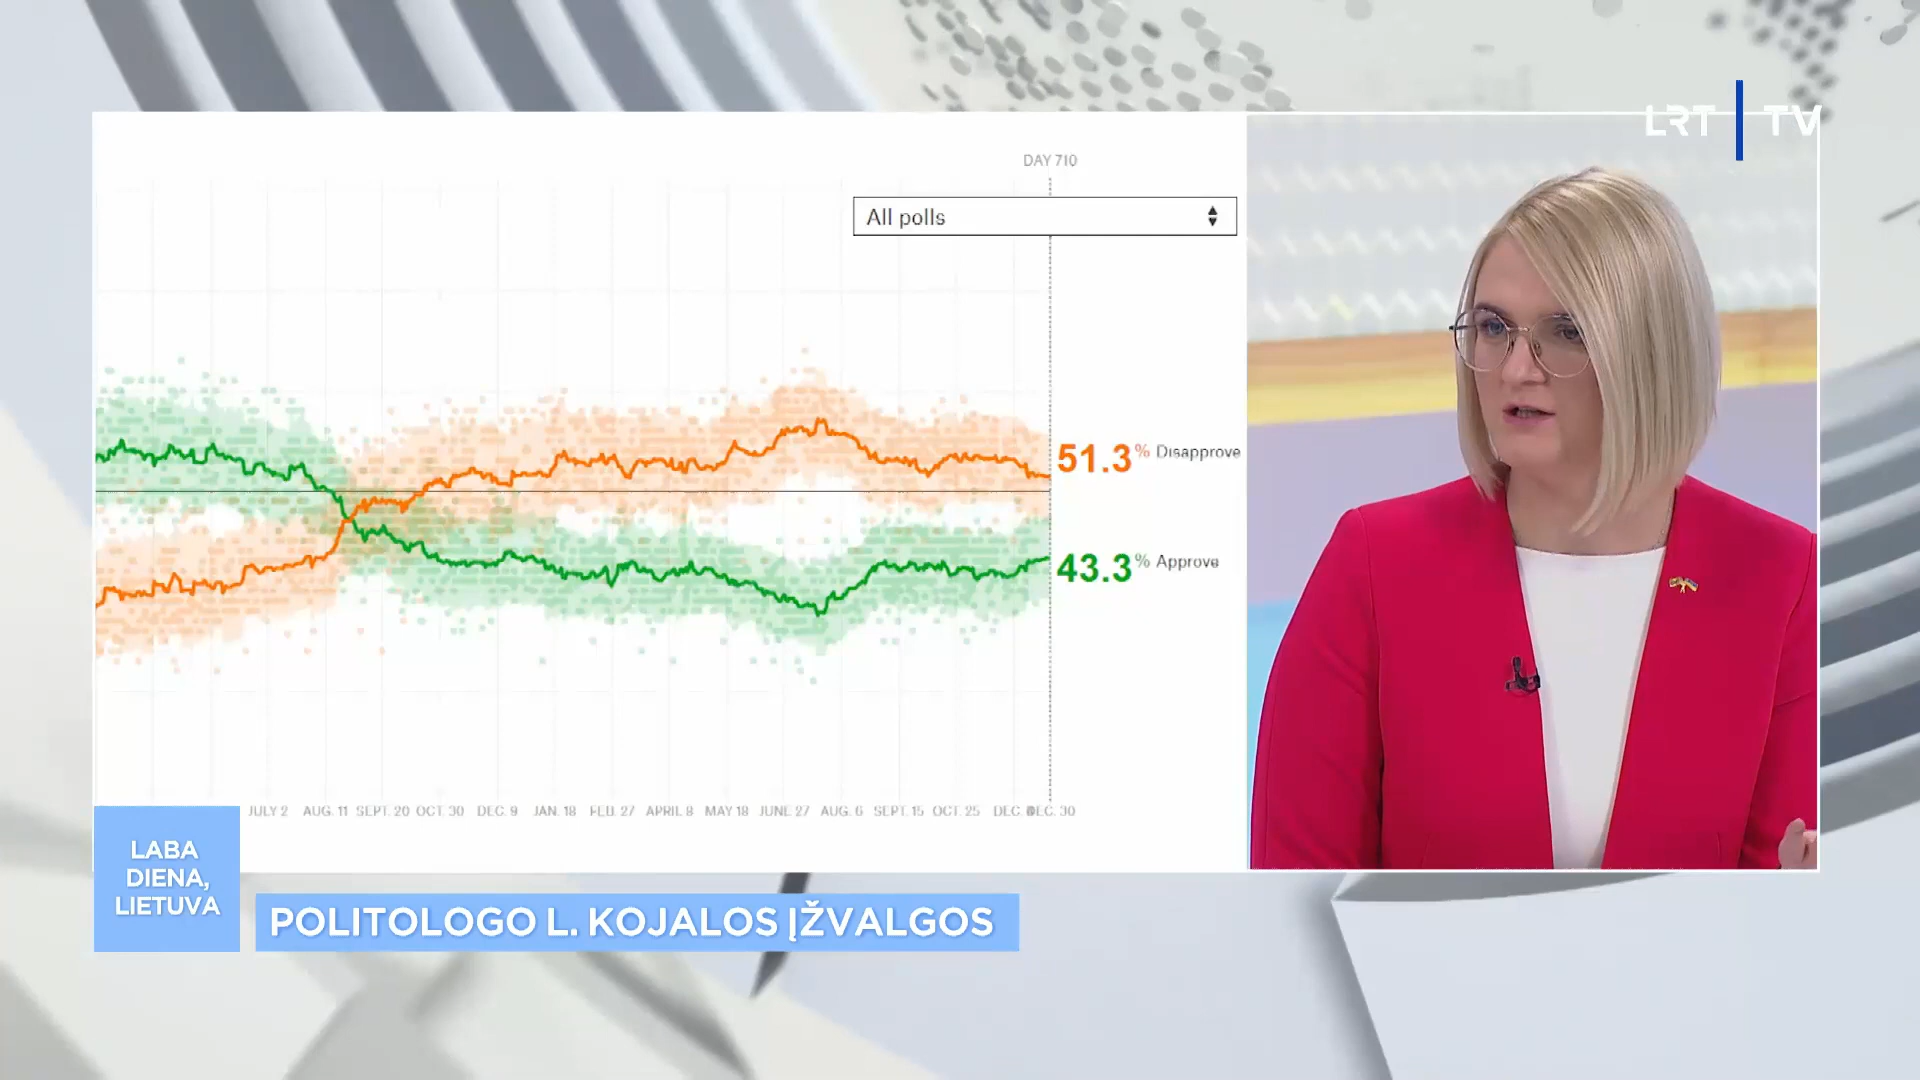 LRT TV
DAY 710
All polls
51.3% Disapprove
43.3% Approve
JULY 2 AUG. 11 SEPT. 20 OCT. 30 DEC. 9 JAN. 18 FEB. 27 APRIL 8 MAY 18 JUNE 27 AUG. 6 SEPT. 15 OCT. 25 DEC. DEC. 30
LABA
DIENA,
LIETUVA
POLITOLOGO L. KOJALOS ĮŽVALGOS